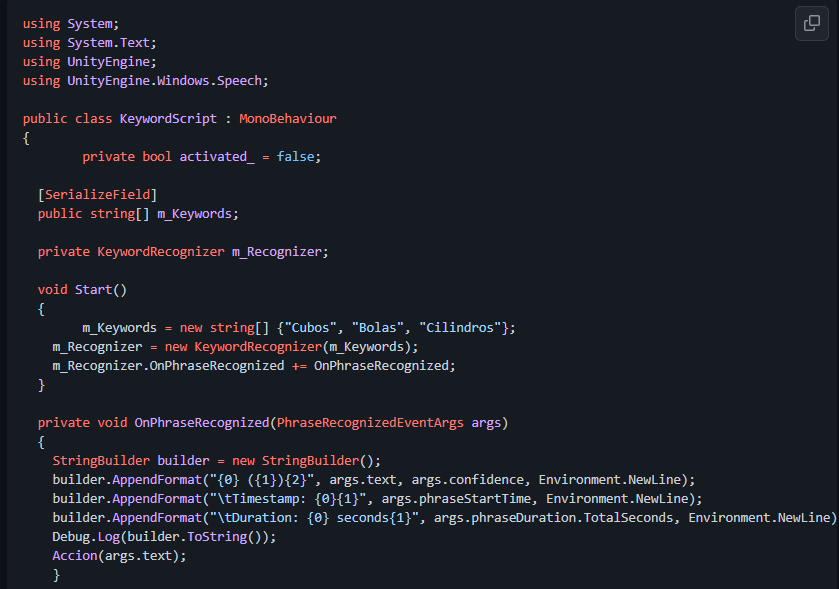 using System;
using System.Text;
using UnityEngine;
using UnityEngine.Windows.Speech;

public class KeywordScript : MonoBehaviour
{
        private bool activated_ = false;

  [SerializeField]
  public string[] m_Keywords;

  private KeywordRecognizer m_Recognizer;

  void Start()
  {
        m_Keywords = new string[] {"Cubos", "Bolas", "Cilindros"};
    m_Recognizer = new KeywordRecognizer(m_Keywords);
    m_Recognizer.OnPhraseRecognized += OnPhraseRecognized;
  }

  private void OnPhraseRecognized(PhraseRecognizedEventArgs args)
  {
    StringBuilder builder = new StringBuilder();
    builder.AppendFormat("{0} ({1}){2}", args.text, args.confidence, Environment.NewLine);
    builder.AppendFormat("\tTimestamp: {0}{1}", args.phraseStartTime, Environment.NewLine);
    builder.AppendFormat("\tDuration: {0} seconds{1}", args.phraseDuration.TotalSeconds, Environment.NewLine)
    Debug.Log(builder.ToString());
    Accion(args.text);
    }